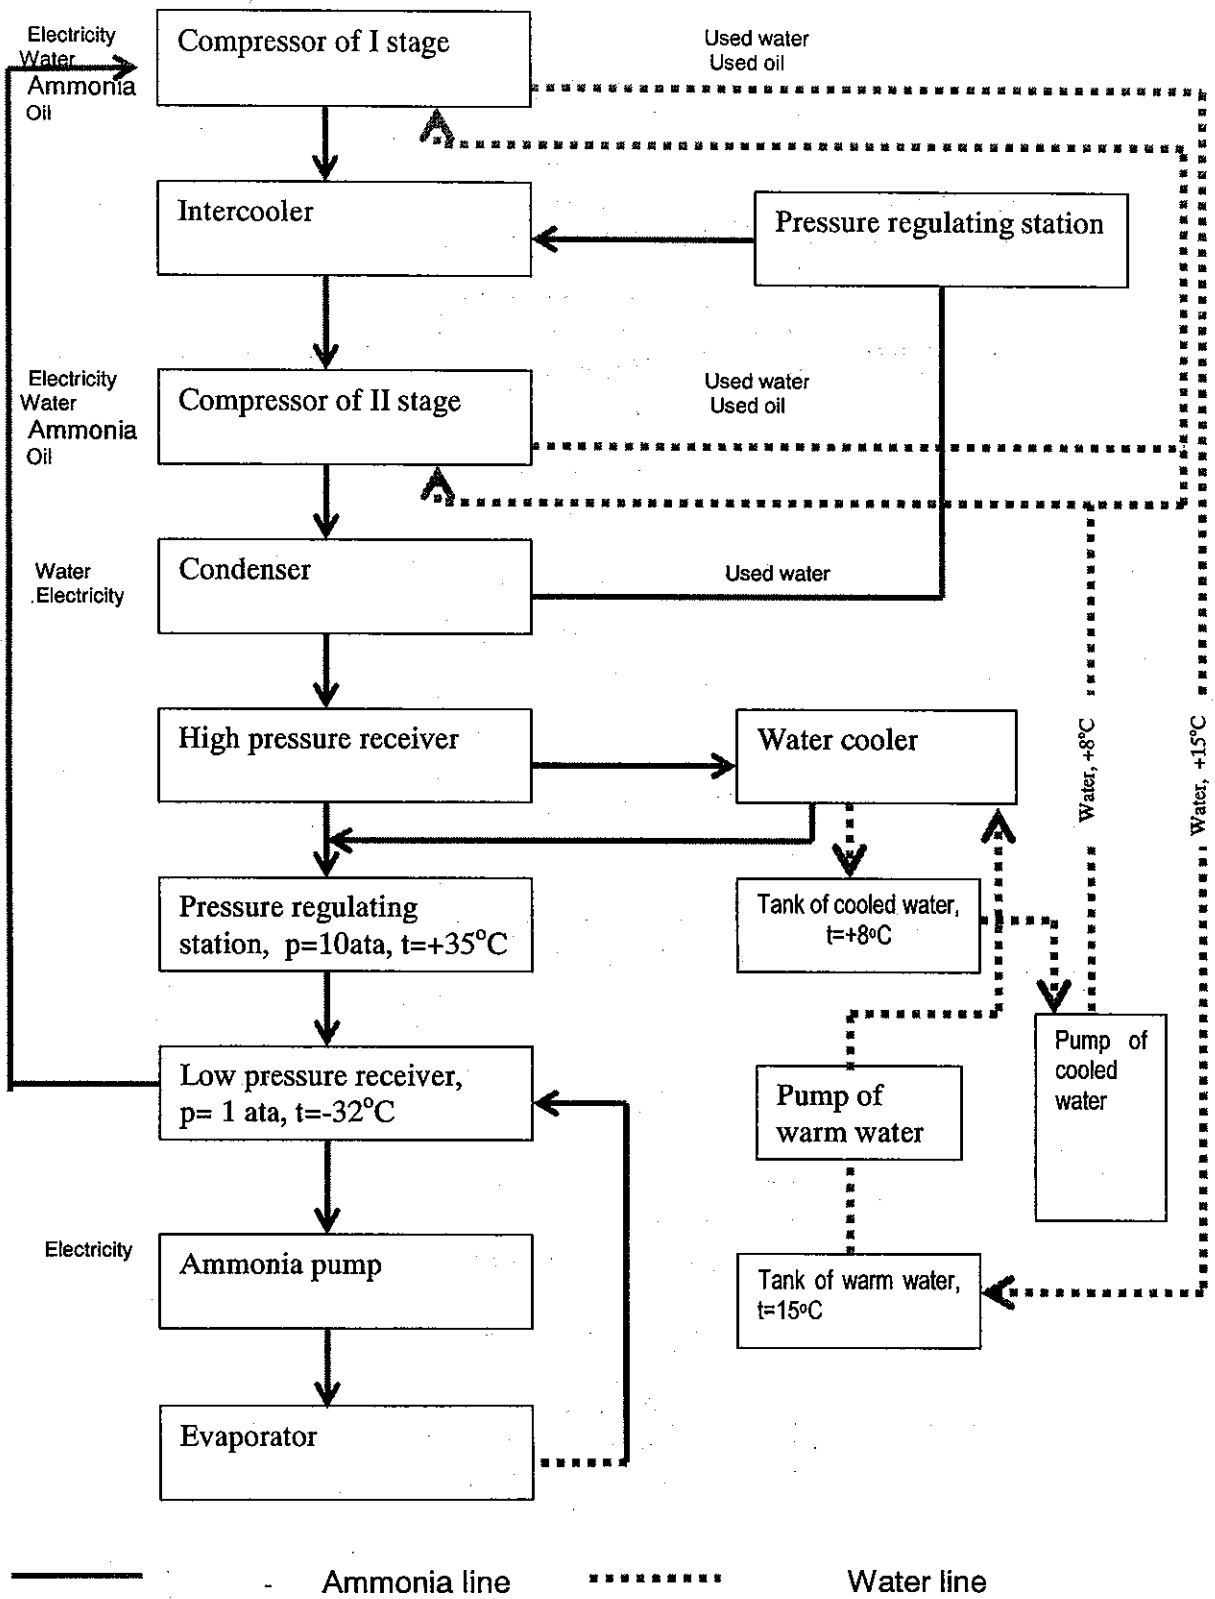 Electricity
Water
Ammonia
Oil
Compressor of I stage
Used water
Used oil
Intercooler
Pressure regulating station
Electricity
Water
Ammonia
Oil
Compressor of II stage
Used water
Used oil
Water
.Electricity
Condenser
Used water
High pressure receiver
Water cooler
Water, +8°C
Water, +15°C
Pressure regulating
station, p=10ata, t=+35°C
Tank of cooled water,
t=+8ºC
Low pressure receiver,
p= 1 ata, t=-32°C
Pump of
warm water
Pump of
cooled
water
Electricity
Ammonia pump
Tank of warm water,
t=15ºC
Evaporator
- Ammonia line
Water line